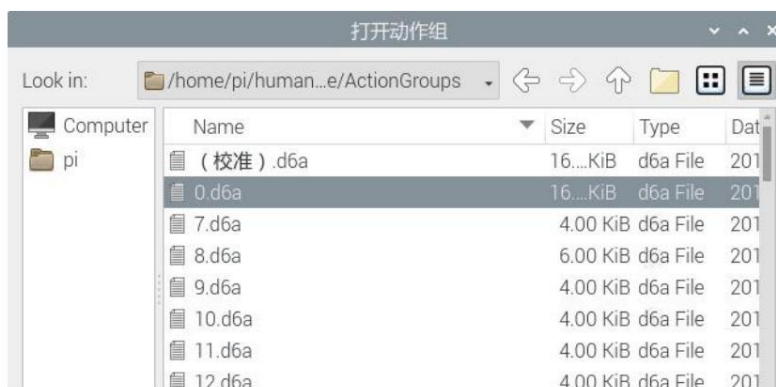 打开动作组
Look in: /home/pi/human...e/ActionGroups
Computer
pi
Name Size Type Dat
（校准）.d6a 16....KiB d6a File 201
0.d6a 16....KiB d6a File 201
7.d6a 4.00 KiB d6a File 201
8.d6a 6.00 KiB d6a File 201
9.d6a 4.00 KiB d6a File 201
10.d6a 4.00 KiB d6a File 201
11.d6a 4.00 KiB d6a File 201
12.d6a 4.00 KiB d6a File 201